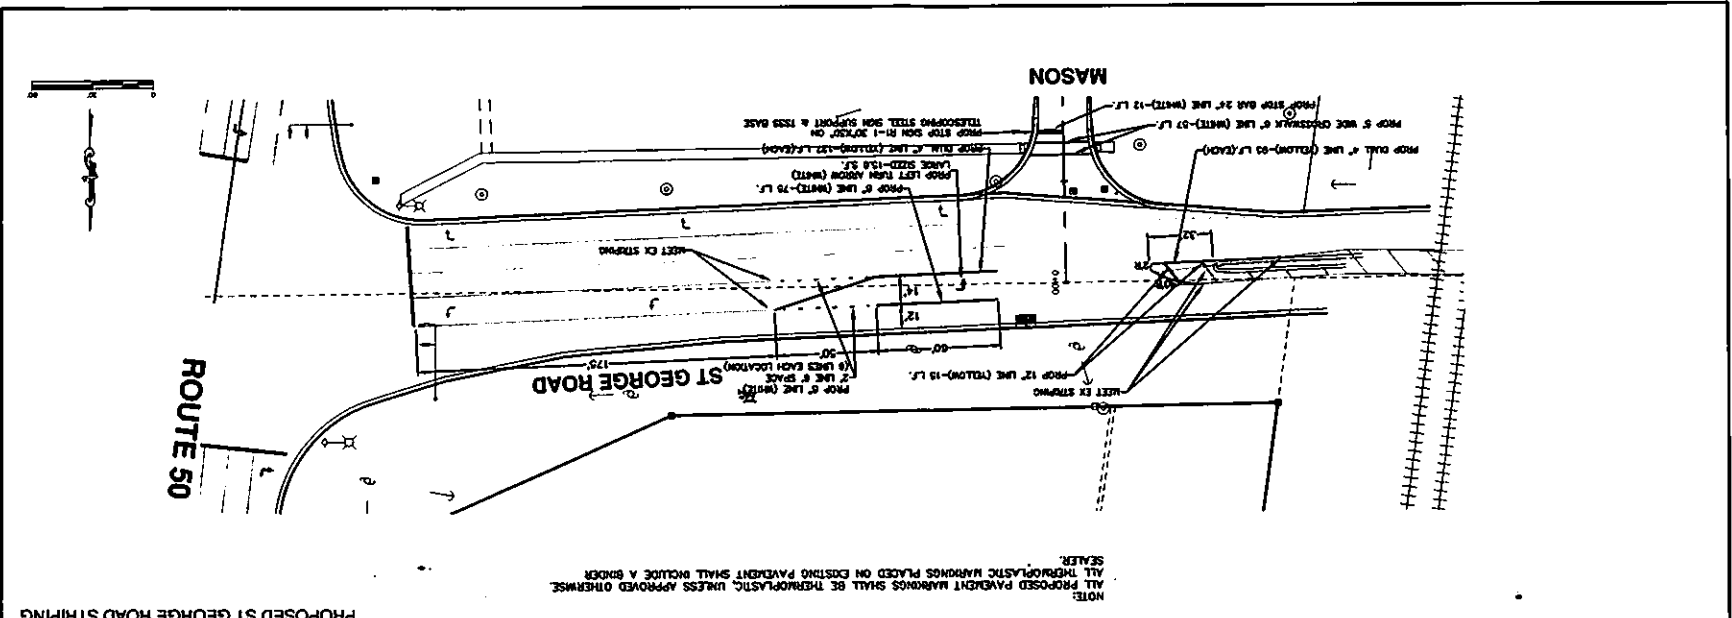 PROPOSED ST GEORGE ROAD STRIPING
NOTE:
ALL PROPOSED PAVEMENT MARKINGS SHALL BE THERMOPLASTIC, UNLESS APPROVED OTHERWISE
ALL THERMOPLASTIC MARKINGS PLACED ON EXISTING PAVEMENT SHALL INCLUDE A BINDER
SEALER.
ROUTE 50
ST GEORGE ROAD
MEET EX STRIPING
PROP 12" LINE (YELLOW)-15 L.F.
PROP 6" LINE (WHITE)
2' LINE 6' SPACE
(6 LINES EACH LOCATION)
175'
50'
60'
12'
14'
32'
2'R
0+00
MEET EX STRIPING
PROP 6" LINE (WHITE)-75 L.F.
PROP LEFT TURN ARROW (WHITE)
LARGE SIZED-15.6 S.F.
PROP DUAL 4" LINE (YELLOW)-137 L.F.(EACH)
PROP STOP SIGN R1-1 30"X30" ON
TELESCOPING STEEL SIGN SUPPORT & TSSS BASE
PROP DUAL 4" LINE (YELLOW)-93 L.F.(EACH)
PROP 5' WIDE CROSSWALK 6" LINE (WHITE)-57 L.F.
PROP STOP BAR 24" LINE (WHITE)-12 L.F.
MASON